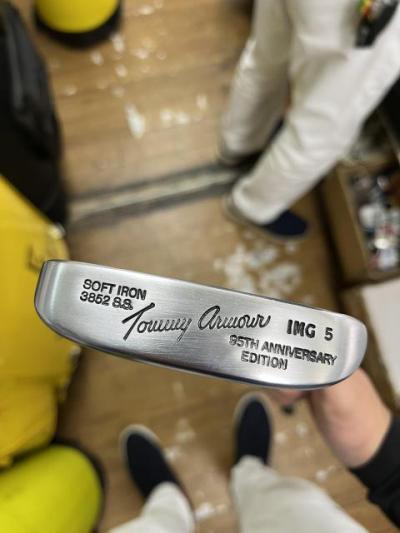 SOFT IRON
3852 S.S.
Tommy Armour
IMG 5
95TH ANNIVERSARY
EDITION